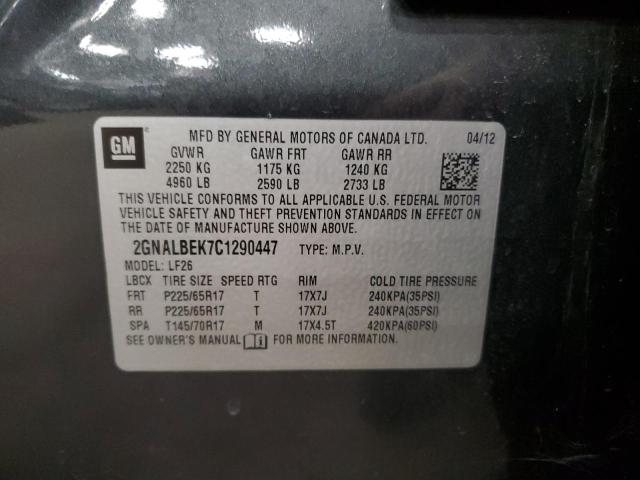 GM
MFD BY GENERAL MOTORS OF CANADA LTD. 04/12
GVWR GAWR FRT GAWR RR
2250 KG 1175 KG 1240 KG
4960 LB 2590 LB 2733 LB
THIS VEHICLE CONFORMS TO ALL APPLICABLE U.S. FEDERAL MOTOR
VEHICLE SAFETY AND THEFT PREVENTION STANDARDS IN EFFECT ON
THE DATE OF MANUFACTURE SHOWN ABOVE.
2GNALBEK7C1290447 TYPE: M.P.V.
MODEL: LF26
LBCX TIRE SIZE SPEED RTG RIM COLD TIRE PRESSURE
FRT P225/65R17 T 17X7J 240KPA(35PSI)
RR P225/65R17 T 17X7J 240KPA(35PSI)
SPA T145/70R17 M 17X4.5T 420KPA(60PSI)
SEE OWNER'S MANUAL FOR MORE INFORMATION.